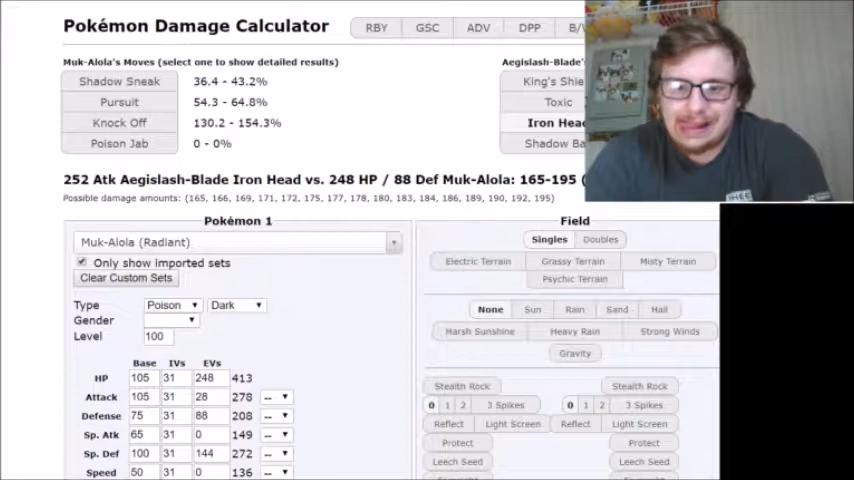 Pokémon Damage Calculator
RBY GSC ADV DPP B/
Muk-Alola's Moves (select one to show detailed results)
Aegislash-Blade'
Shadow Sneak 36.4 - 43.2%
King's Shie
Pursuit 54.3 - 64.8%
Toxic
Knock Off 130.2 - 154.3%
Iron Head
Poison Jab 0 - 0%
Shadow Ba
252 Atk Aegislash-Blade Iron Head vs. 248 HP / 88 Def Muk-Alola: 165-195 (
Possible damage amounts: (165, 166, 169, 171, 172, 175, 177, 178, 180, 183, 184, 186, 189, 190, 192, 195)
Pokémon 1
Field
Muk-Alola (Radiant)
Singles Doubles
Only show imported sets
Electric Terrain Grassy Terrain Misty Terrain
Clear Custom Sets
Psychic Terrain
Type Poison Dark
None Sun Rain Sand Hail
Gender
Level 100
Harsh Sunshine Heavy Rain Strong Winds
Gravity
Base IVs EVs
HP 105 31 248 413
Stealth Rock Stealth Rock
Attack 105 31 28 278 --
0 1 2 3 Spikes 0 1 2 3 Spikes
Defense 75 31 88 208 --
Reflect Light Screen Reflect Light Screen
Sp. Atk 65 31 0 149 --
Protect Protect
Sp. Def 100 31 144 272 --
Leech Seed Leech Seed
Speed 50 31 0 136 --